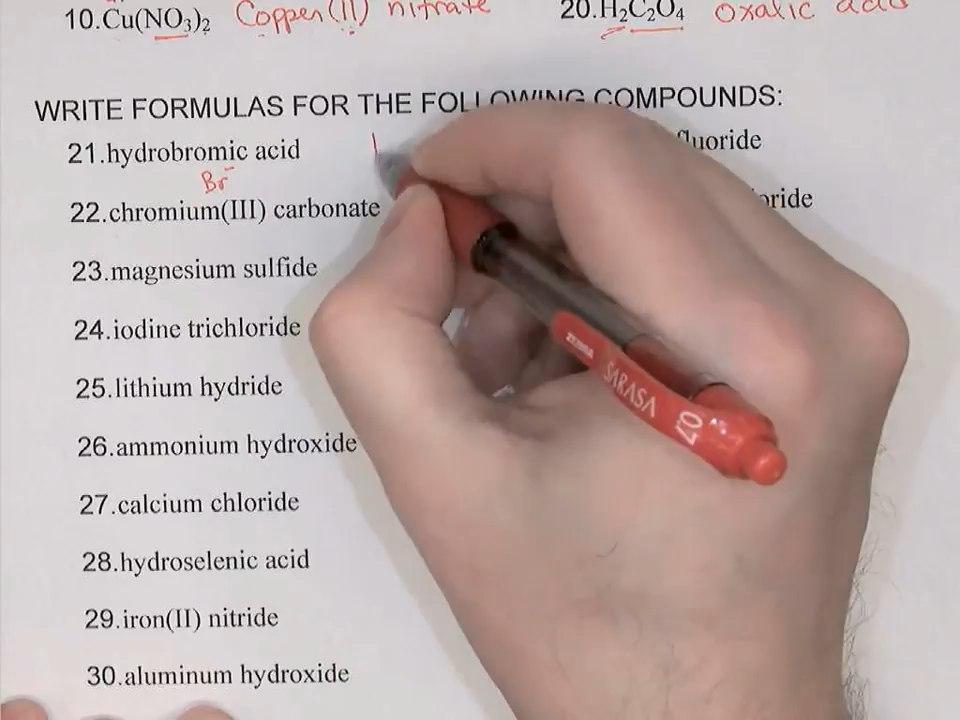 10.Cu(NO3)2 Copper(II) nitrate
20.H2C2O4 oxalic acid
WRITE FORMULAS FOR THE FOLLOWING COMPOUNDS:
21.hydrobromic acid
Br-
22.chromium(III) carbonate
23.magnesium sulfide
24.iodine trichloride
25.lithium hydride
26.ammonium hydroxide
27.calcium chloride
28.hydroselenic acid
29.iron(II) nitride
30.aluminum hydroxide
fluoride
ZEBRA SARASA 0.7